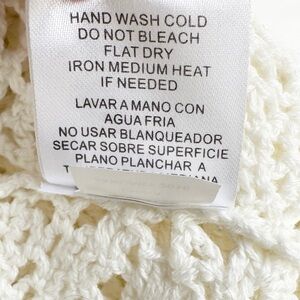 HAND WASH COLD
DO NOT BLEACH
FLAT DRY
IRON MEDIUM HEAT
IF NEEDED
LAVAR A MANO CON
AGUA FRIA
NO USAR BLANQUEADOR
SECAR SOBRE SUPERFICIE
PLANO PLANCHAR A